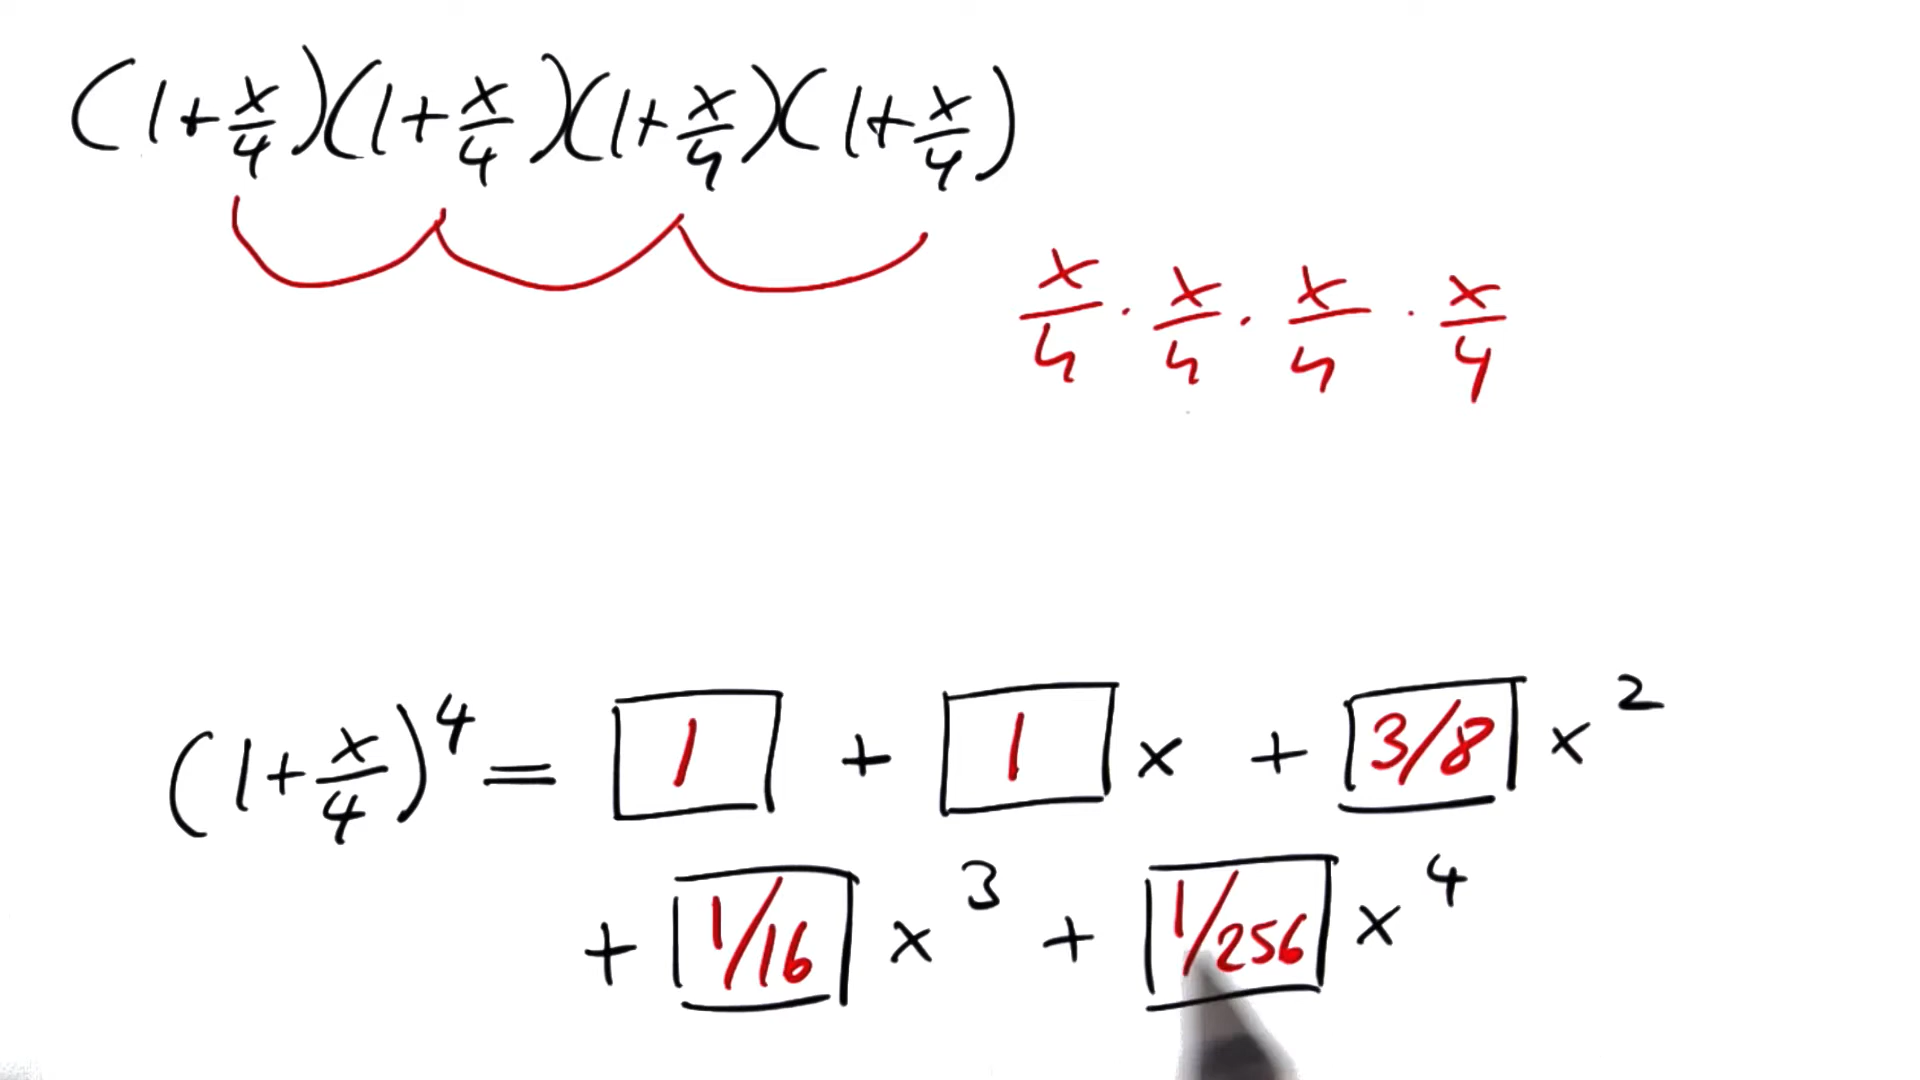 (1+x/4)(1+x/4)(1+x/4)(1+x/4)
x/4 · x/4 · x/4 · x/4
(1+x/4)^4 = 1 + 1 x + 3/8 x^2
+ 1/16 x^3 + 1/256 x^4